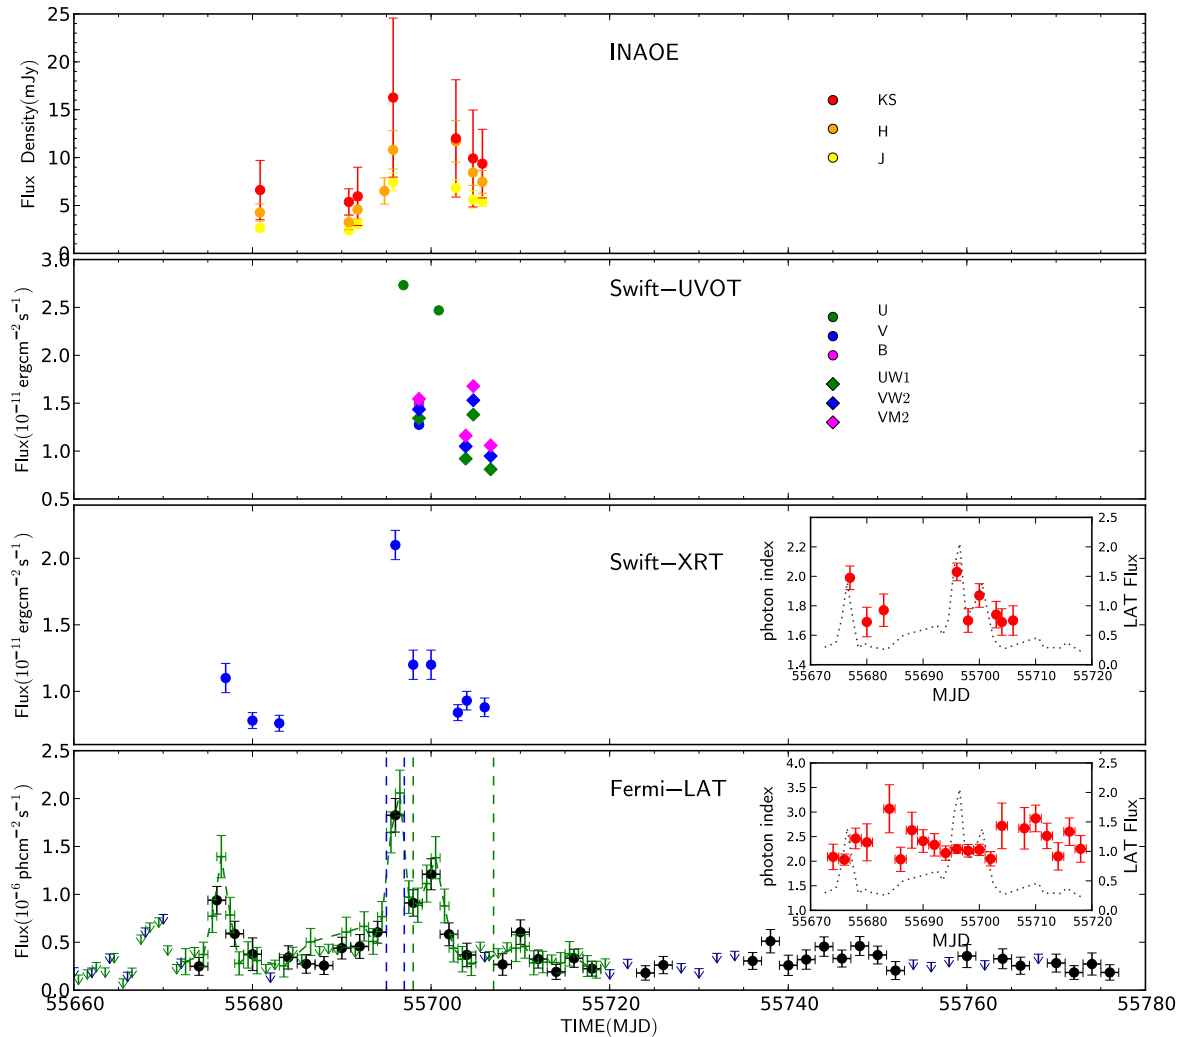 25
20
15
10
5
0
Flux Density(mJy)
INAOE
KS
H
J
3.0
2.5
2.0
1.5
1.0
0.5
Flux(10⁻¹¹ ergcm⁻² s⁻¹)
Swift−UVOT
U
V
B
UW1
VW2
VM2
2.0
1.5
1.0
Flux(10⁻¹¹ ergcm⁻² s⁻¹)
Swift−XRT
2.2
2.0
1.8
1.6
1.4
photon index
2.5
2.0
1.5
1.0
0.5
0.0
LAT Flux
55670 55680 55690 55700 55710 55720
MJD
2.5
2.0
1.5
1.0
0.5
0.0
Flux(10⁻⁶ phcm⁻² s⁻¹)
Fermi−LAT
4.0
3.5
3.0
2.5
2.0
1.5
1.0
photon index
2.5
2.0
1.5
1.0
0.5
0.0
LAT Flux
55670 55680 55690 55700 55710 55720
MJD
55660 55680 55700 55720 55740 55760 55780
TIME(MJD)